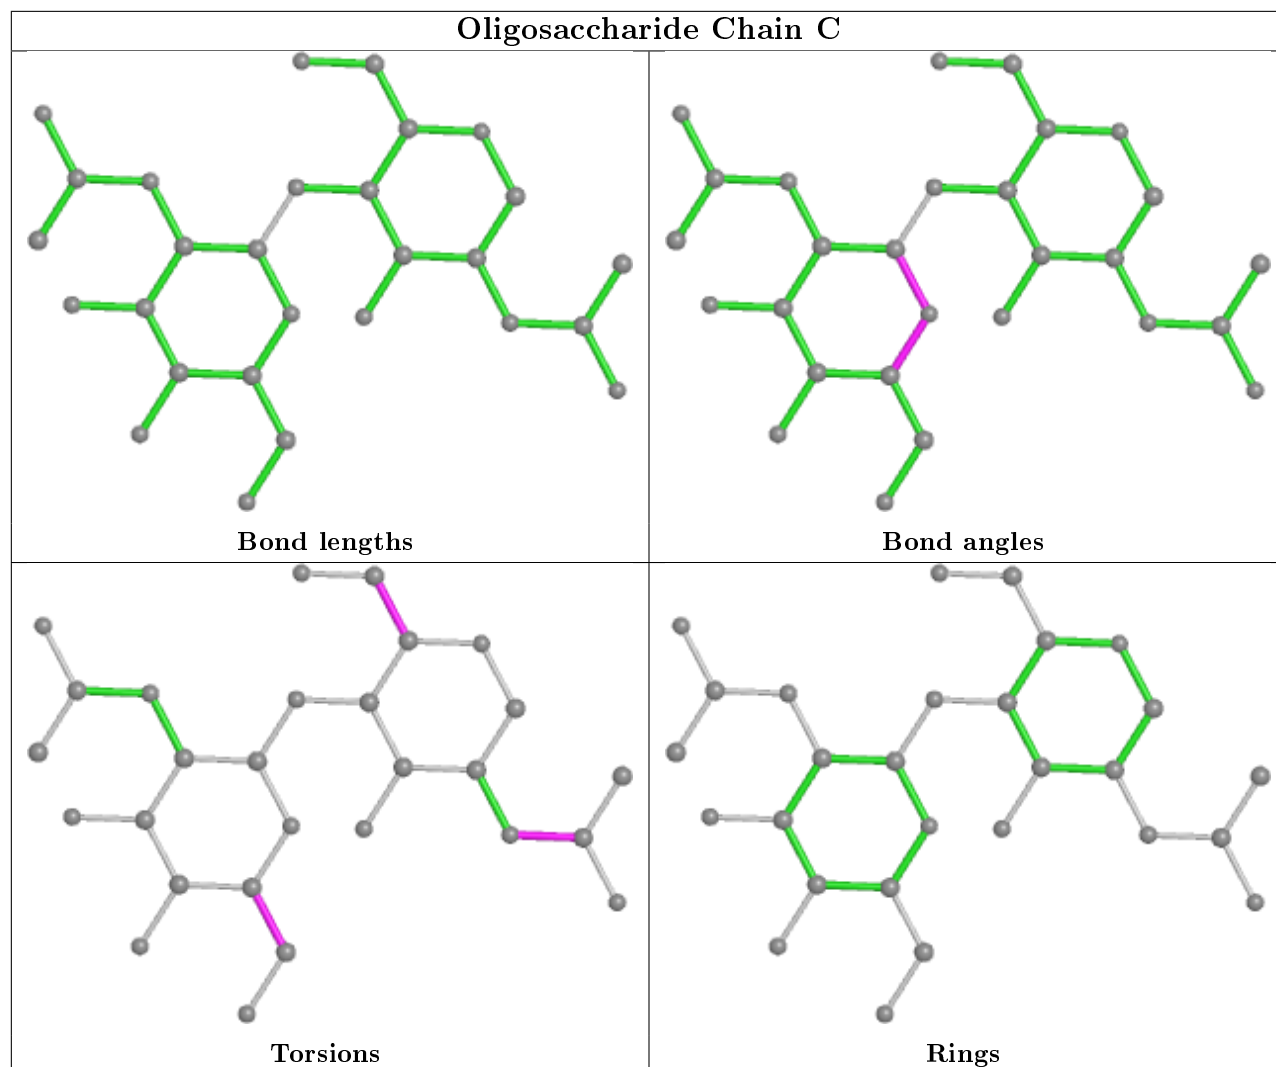 Oligosaccharide Chain C
Bond lengths
Bond angles
Torsions
Rings